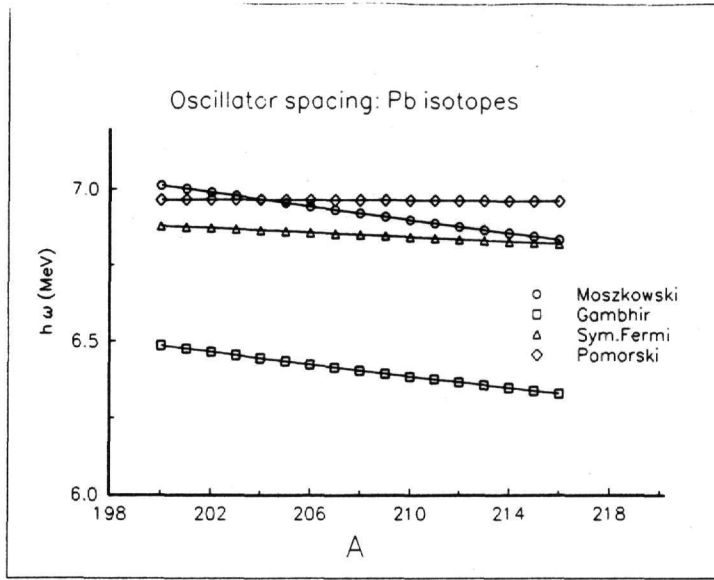 Oscillator spacing: Pb isotopes
7.0
6.5
6.0
h ω (MeV)
Moszkowski
Gambhir
Sym.Fermi
Pomorski
198 202 206 210 214 218
A